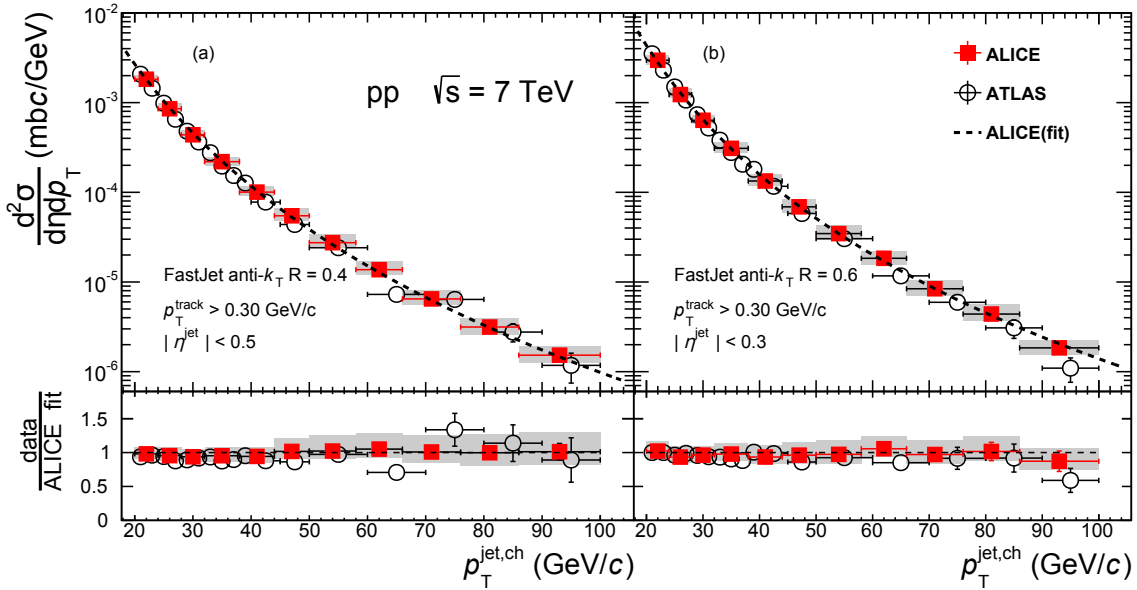 (a)
pp √s = 7 TeV
(b)
ALICE
ATLAS
ALICE(fit)
d²σ/dηdp_T (mbc/GeV)
10⁻²
10⁻³
10⁻⁴
10⁻⁵
10⁻⁶
FastJet anti-k_T R = 0.4
p_T^track > 0.30 GeV/c
| η^jet | < 0.5
FastJet anti-k_T R = 0.6
p_T^track > 0.30 GeV/c
| η^jet | < 0.3
data/ALICE fit
1.5
1
0.5
0
20 30 40 50 60 70 80 90 100
20 30 40 50 60 70 80 90 100
p_T^jet,ch (GeV/c)
p_T^jet,ch (GeV/c)